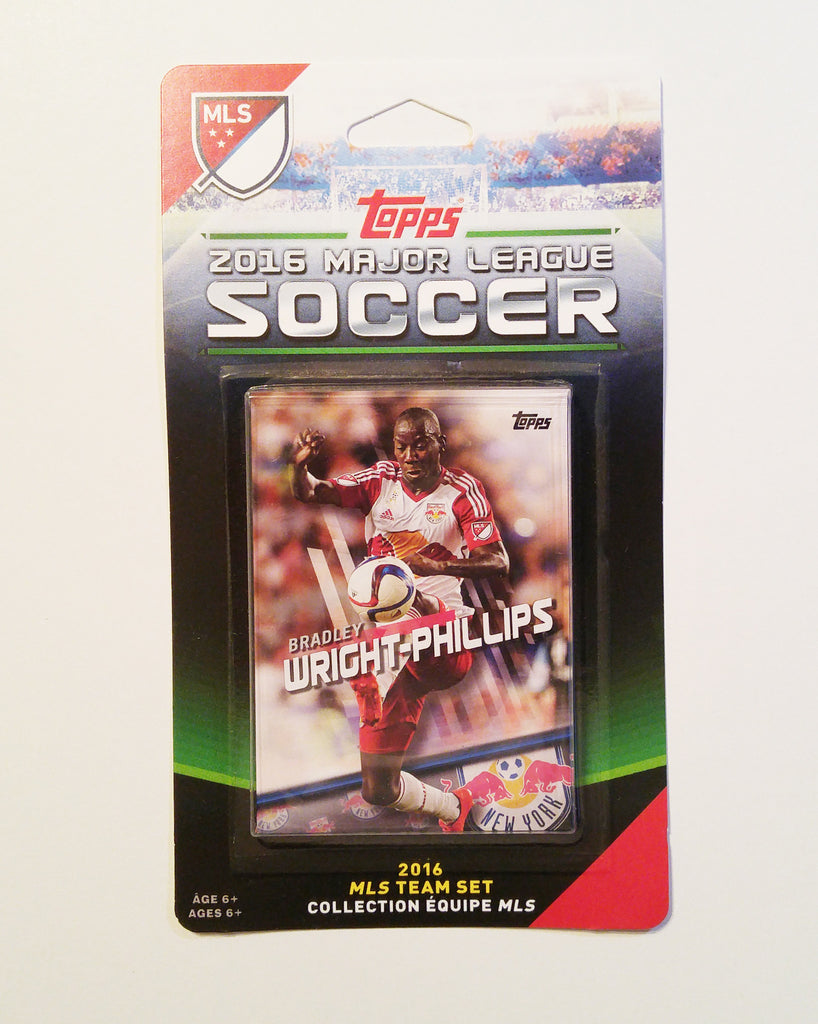 MLS
TOPPS
2016 MAJOR LEAGUE
SOCCER
TOPPS
MLS
BRADLEY
WRIGHT-PHILLIPS
NEW YORK
2016
MLS TEAM SET
COLLECTION ÉQUIPE MLS
ÂGE 6+
AGES 6+